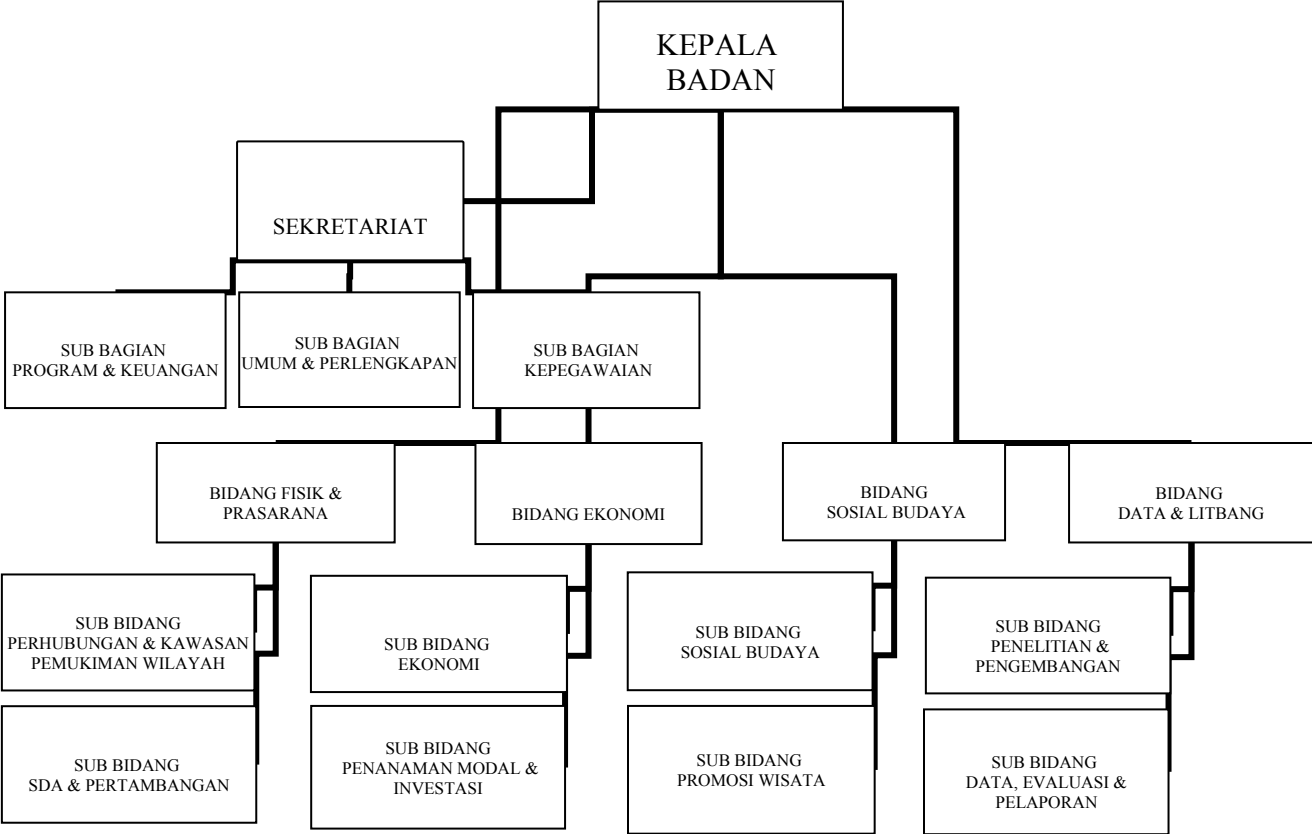 KEPALA
BADAN
SEKRETARIAT
SUB BAGIAN
PROGRAM & KEUANGAN
SUB BAGIAN
UMUM & PERLENGKAPAN
SUB BAGIAN
KEPEGAWAIAN
BIDANG FISIK &
PRASARANA
BIDANG EKONOMI
BIDANG
SOSIAL BUDAYA
BIDANG
DATA & LITBANG
SUB BIDANG
PERHUBUNGAN & KAWASAN
PEMUKIMAN WILAYAH
SUB BIDANG
EKONOMI
SUB BIDANG
SOSIAL BUDAYA
SUB BIDANG
PENELITIAN &
PENGEMBANGAN
SUB BIDANG
SDA & PERTAMBANGAN
SUB BIDANG
PENANAMAN MODAL &
INVESTASI
SUB BIDANG
PROMOSI WISATA
SUB BIDANG
DATA, EVALUASI &
PELAPORAN